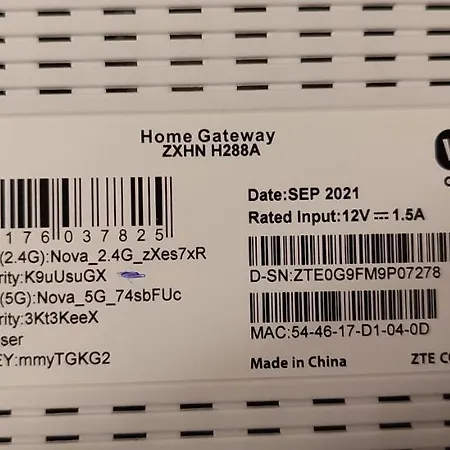 Home Gateway
ZXHN H288A
176 037825
Date:SEP 2021
Rated Input:12V ⎓ 1.5A
(2.4G):Nova_2.4G_zXes7xR
rity:K9uUsuGX
D-SN:ZTE0G9FM9P07278
(5G):Nova_5G_74sbFUc
rity:3Kt3KeeX
ser
MAC:54-46-17-D1-04-0D
EY:mmyTGKG2
Made in China
ZTE CO